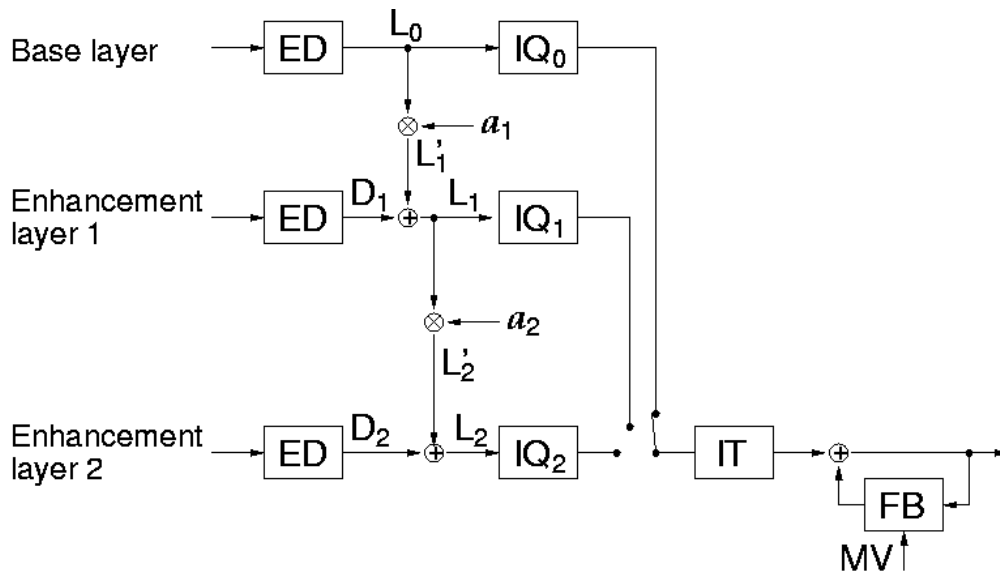 L₀
Base layer ED IQ₀
a₁
L'₁
D₁ L₁
Enhancement
layer 1 ED IQ₁
a₂
L'₂
D₂ L₂
Enhancement
layer 2 ED IQ₂ IT
FB
MV